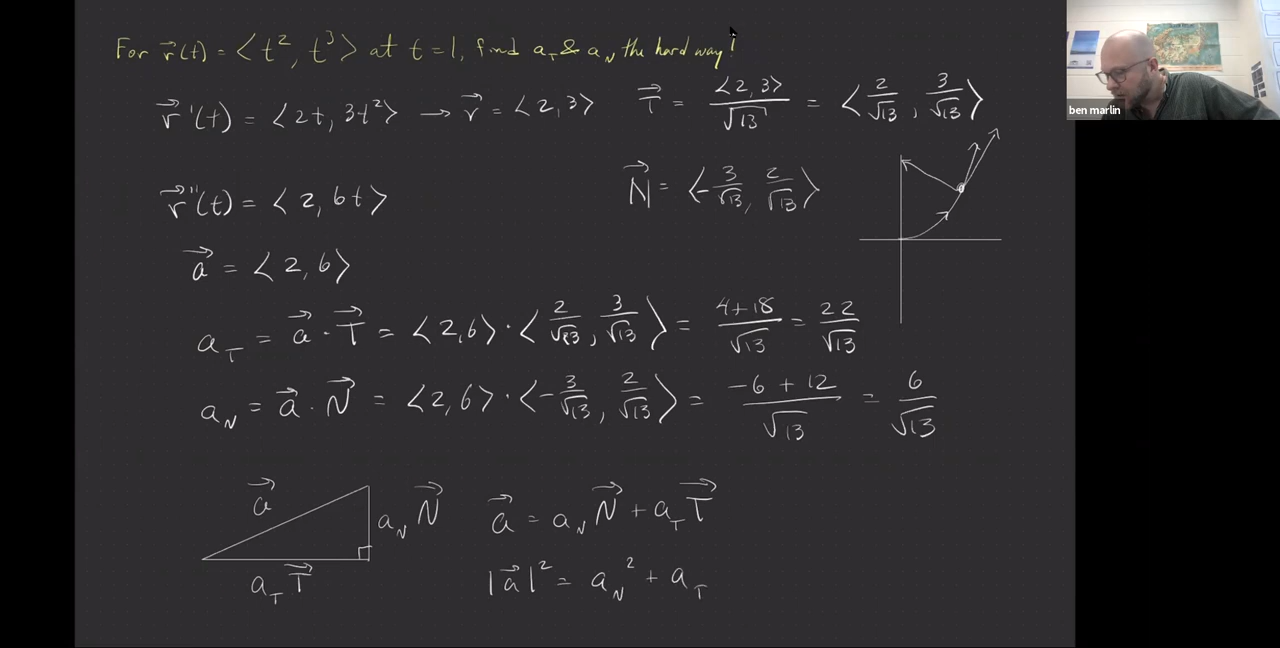 For r⃗(t) = ⟨t², t³⟩ at t = 1, find a_T & a_N the hard way!
r⃗'(t) = ⟨2t, 3t²⟩ → r⃗ = ⟨2, 3⟩
T⃗ = ⟨2, 3⟩/√13 = ⟨2/√13, 3/√13⟩
r⃗''(t) = ⟨2, 6t⟩
N⃗ = ⟨-3/√13, 2/√13⟩
a⃗ = ⟨2, 6⟩
a_T = a⃗ · T⃗ = ⟨2, 6⟩ · ⟨2/√13, 3/√13⟩ = (4+18)/√13 = 22/√13
a_N = a⃗ · N⃗ = ⟨2, 6⟩ · ⟨-3/√13, 2/√13⟩ = (-6 + 12)/√13 = 6/√13
a⃗
a_N N⃗
a_T T⃗
a⃗ = a_N N⃗ + a_T T⃗
|a⃗|² = a_N² + a_T
ben marlin